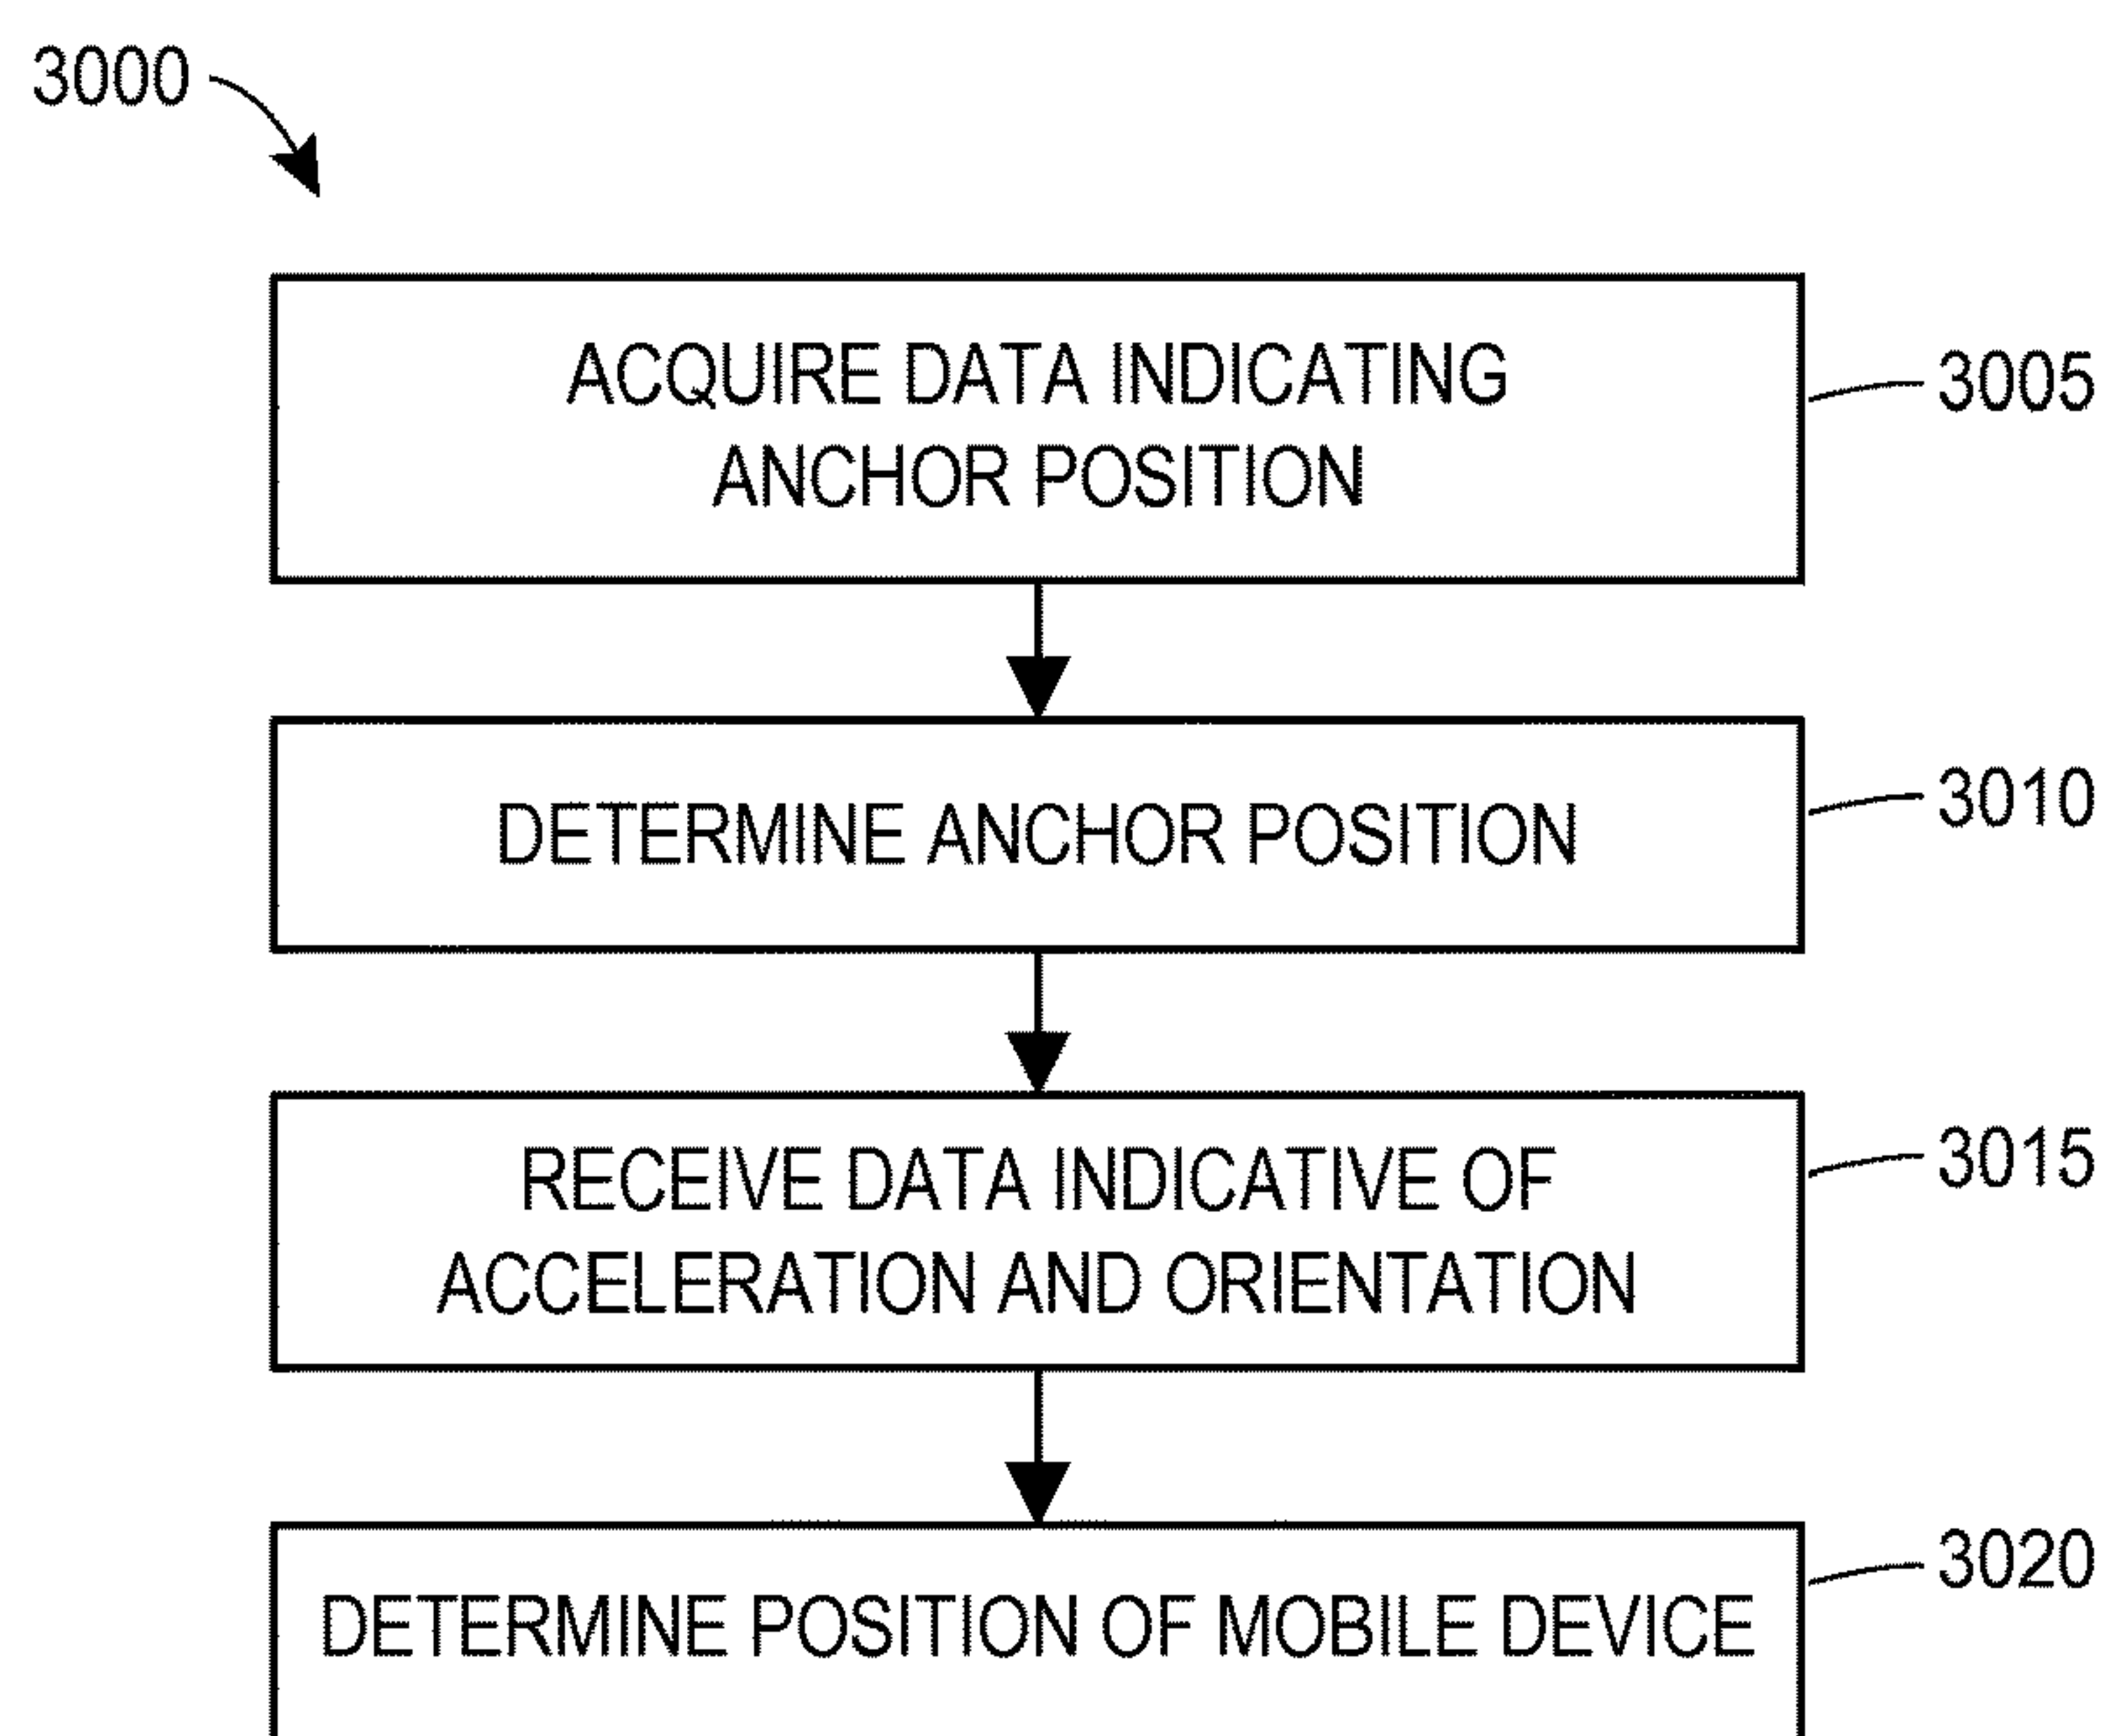 3000
ACQUIRE DATA INDICATING
ANCHOR POSITION
3005
DETERMINE ANCHOR POSITION
3010
RECEIVE DATA INDICATIVE OF
ACCELERATION AND ORIENTATION
3015
DETERMINE POSITION OF MOBILE DEVICE
3020